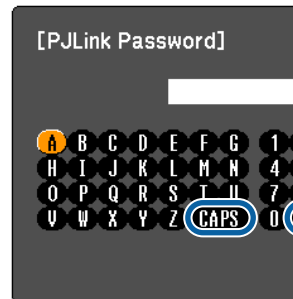 [PJLink Password]
A B C D E F G 1
H I J K L M N 4
O P Q R S T U 7
V W X Y Z CAPS 0